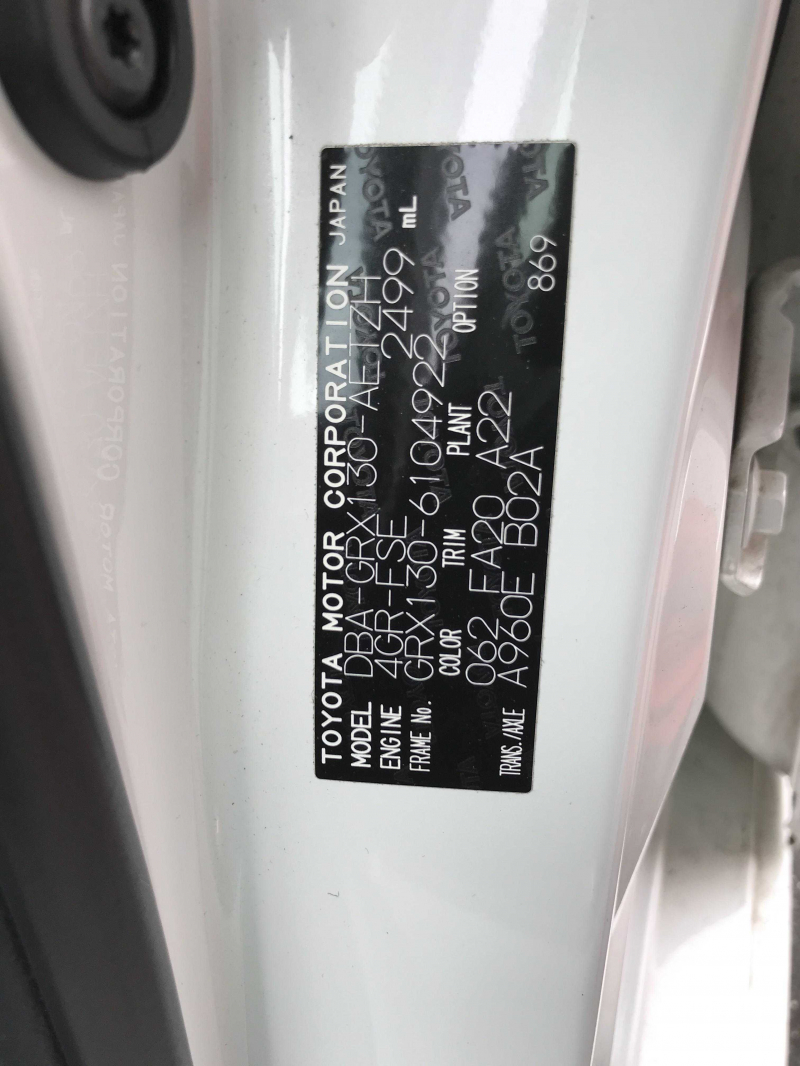 TOYOTA MOTOR CORPORATION JAPAN
MODEL DBA-GRX130-AETZH
ENGINE 4GR-FSE 2499 mL
FRAME No. GRX130-6104922
COLOR TRIM PLANT OPTION
062 FA20 A22 869
TRANS./AXLE A960E B02A